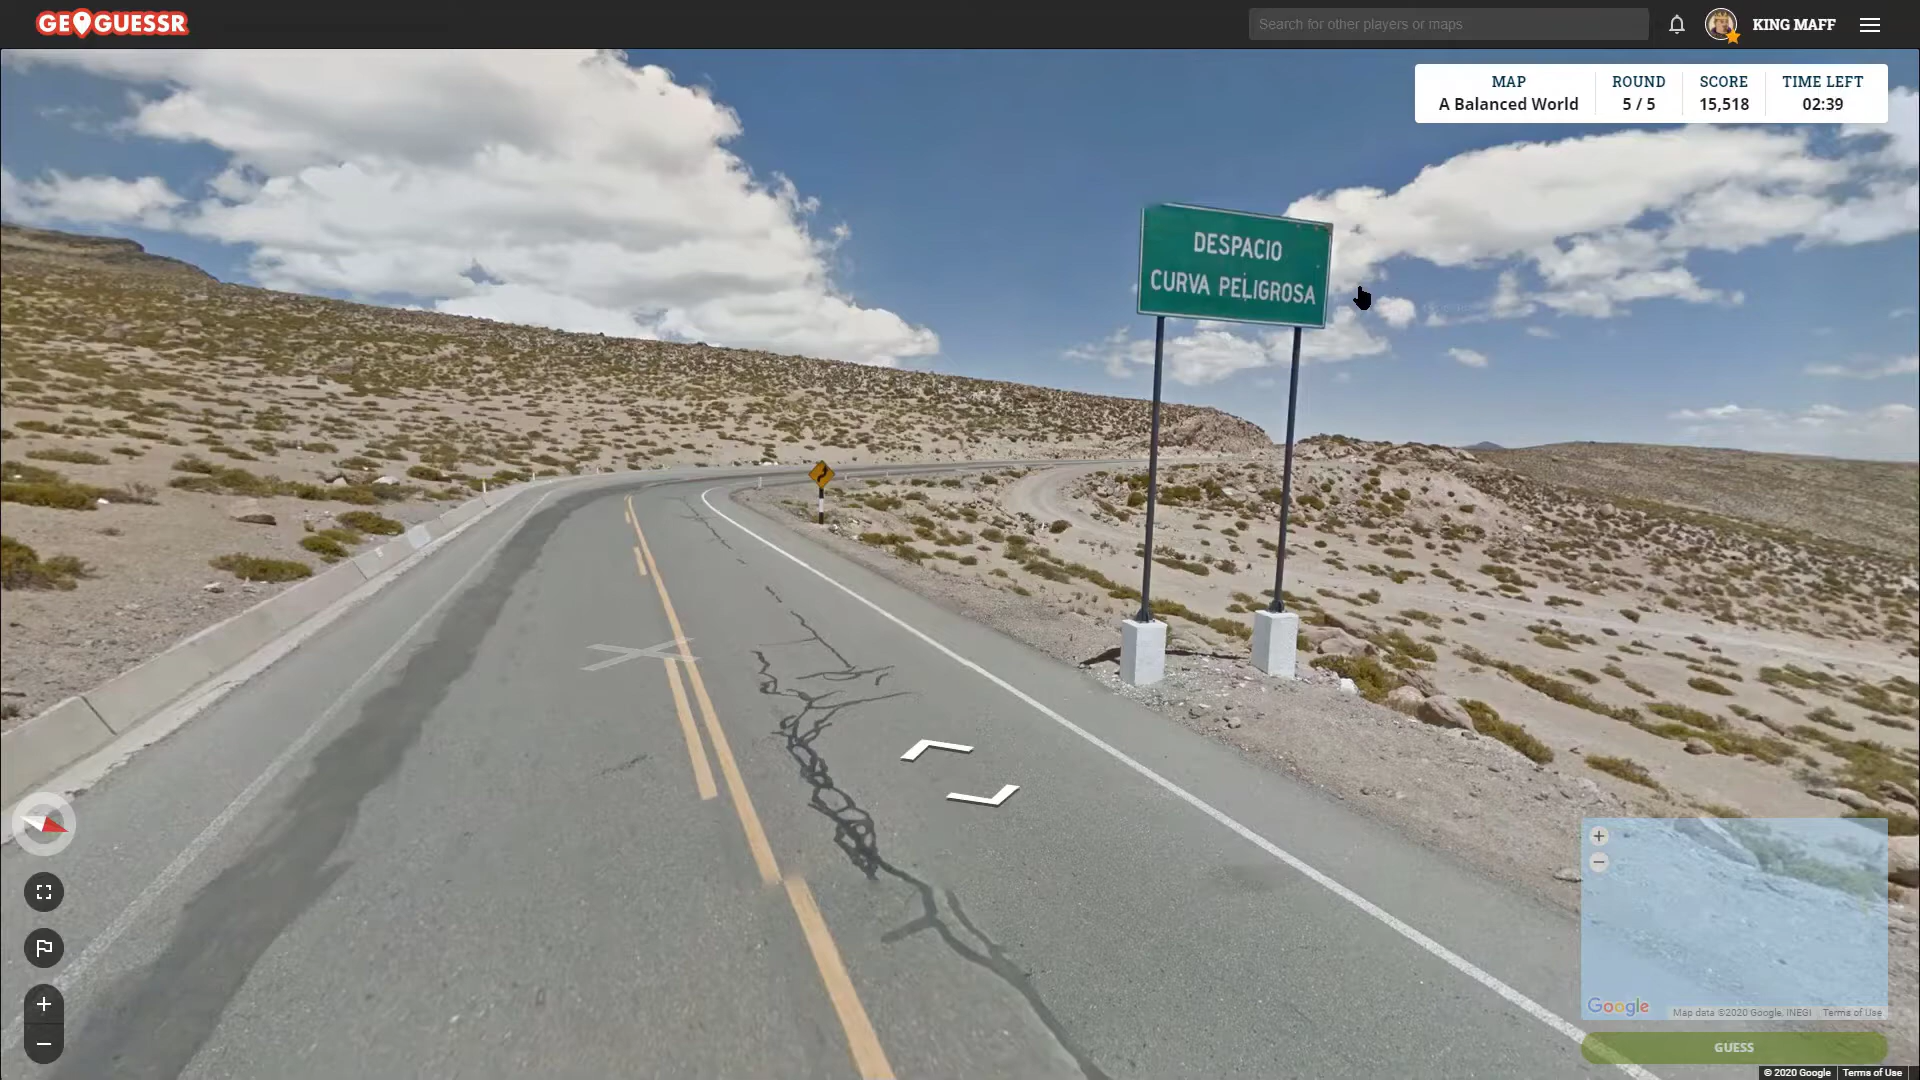 GEOGUESSR
Search for other players or maps
KING MAFF
MAP
A Balanced World
ROUND
5 / 5
SCORE
15,518
TIME LEFT
02:39
DESPACIO
CURVA PELIGROSA
Google
Map data ©2020 Google, INEGI
Terms of Use
GUESS
© 2020 Google
Terms of Use